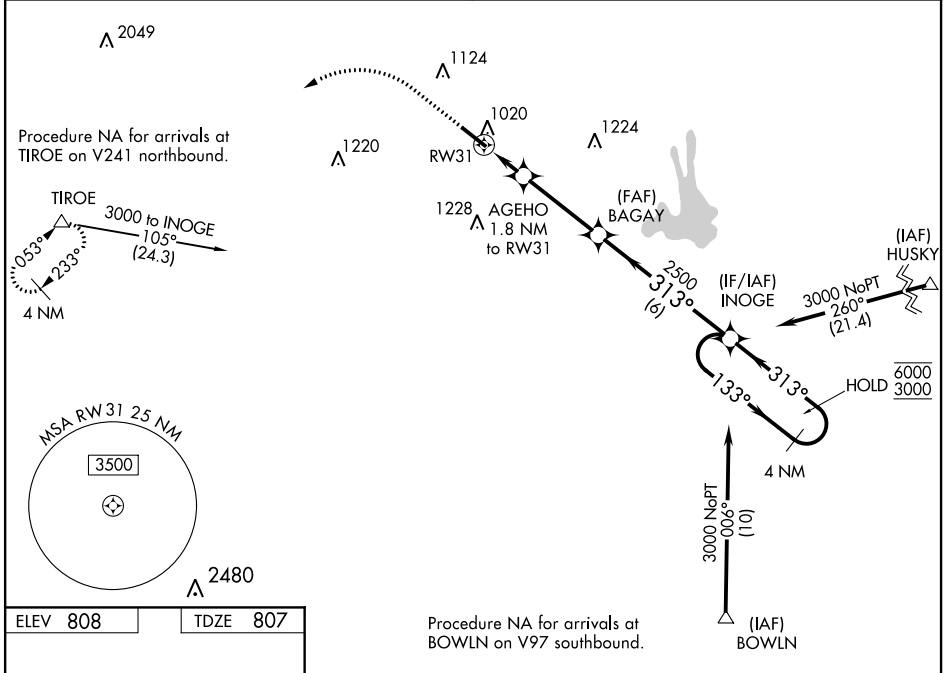 2049
1124
Procedure NA for arrivals at
TIROE on V241 northbound.
1220
1020
RW31
1224
TIROE
3000 to INOGE
105°
(24.3)
053°
233°
4 NM
1228
AGEHO
1.8 NM
to RW31
(FAF)
BAGAY
2500
313°
(6)
(IF/IAF)
INOGE
(IAF)
HUSKY
3000 NoPT
260°
(21.4)
313°
133°
HOLD
6000
3000
4 NM
MSA RW 31 25 NM
3500
3000 NoPT
006°
(10)
2480
ELEV 808
TDZE 807
Procedure NA for arrivals at
BOWLN on V97 southbound.
(IAF)
BOWLN